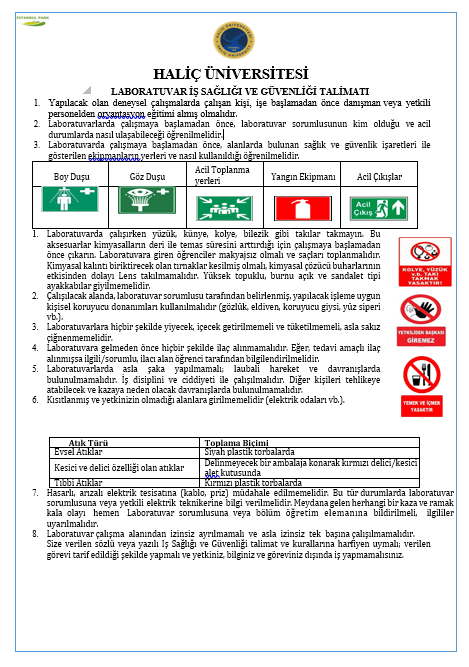 İSTANBUL PARK
HALİÇ ÜNİVERSİTESİ
LABORATUVAR İŞ SAĞLIĞI VE GÜVENLİĞİ TALİMATI
1. Yapılacak olan deneysel çalışmalarda çalışan kişi, işe başlamadan önce danışman veya yetkili
personelden oryantasyon eğitimi almış olmalıdır.
2. Laboratuvarlarda çalışmaya başlamadan önce, laboratuvar sorumlusunun kim olduğu ve acil
durumlarda nasıl ulaşabileceği öğrenilmelidir.
3. Laboratuvarda çalışmaya başlamadan önce, alanlarda bulunan sağlık ve güvenlik işaretleri ile
gösterilen ekipmanların yerleri ve nasıl kullanıldığı öğrenilmelidir.
Boy Duşu Göz Duşu Acil Toplanma yerleri Yangın Ekipmanı Acil Çıkışlar
Acil
Çıkış
1. Laboratuvarda çalışırken yüzük, künye, kolye, bilezik gibi takılar takmayın. Bu
aksesuarlar kimyasalların deri ile temas süresini arttırdığı için çalışmaya başlamadan
önce çıkarın. Laboratuvara giren öğrenciler makyajsız olmalı ve saçları toplanmalıdır.
Kimyasal kalıntı biriktirecek olan tırnaklar kesilmiş olmalı, kimyasal çözücü buharlarının
etkisinden dolayı Lens takılmamalıdır. Yüksek topuklu, burnu açık ve sandalet tipi
ayakkabılar giyilmemelidir.
KOLYE, YÜZÜK
v.b. TAKI
TAKMAK
YASAKTIR!
2. Çalışılacak alanda, laboratuvar sorumlusu tarafından belirlenmiş, yapılacak işleme uygun
kişisel koruyucu donanımları kullanılmalıdır (gözlük, eldiven, koruyucu giysi, yüz siperi
vb.).
3. Laboratuvarlara hiçbir şekilde yiyecek, içecek getirilmemeli ve tüketilmemeli, asla sakız
çiğnenmemelidir.
YETKİLİDEN BAŞKASI
GİREMEZ
4. Laboratuvara gelmeden önce hiçbir şekilde ilaç alınmamalıdır. Eğer, tedavi amaçlı ilaç
alınmışsa ilgili/sorumlu, ilacı alan öğrenci tarafından bilgilendirilmelidir.
5. Laboratuvarlarda asla şaka yapılmamalı; laubali hareket ve davranışlarda
bulunulmamalıdır. İş disiplini ve ciddiyeti ile çalışılmalıdır. Diğer kişileri tehlikeye
atabilecek ve kazaya neden olacak davranışlarda bulunulmamalıdır.
6. Kısıtlanmış ve yetkinizin olmadığı alanlara girilmemelidir (elektrik odaları vb.).
YEMEK VE İÇMEK
YASAKTIR
Atık Türü Toplama Biçimi
Evsel Atıklar Siyah plastik torbalarda
Kesici ve delici özelliği olan atıklar Delinmeyecek bir ambalaja konarak kırmızı delici/kesici
alet kutusunda
Tıbbi Atıklar Kırmızı plastik torbalarda
7. Hasarlı, arızalı elektrik tesisatına (kablo, priz) müdahale edilmemelidir. Bu tür durumlarda laboratuvar
sorumlusuna veya yetkili elektrik teknikerine bilgi verilmelidir. Meydana gelen herhangi bir kaza ve ramak
kala olayı hemen Laboratuvar sorumlusuna veya bölüm öğretim elemanına bildirilmeli, ilgililer
uyarılmalıdır.
8. Laboratuvar çalışma alanından izinsiz ayrılmamalı ve asla izinsiz tek başına çalışılmamalıdır.
Size verilen sözlü veya yazılı İş Sağlığı ve Güvenliği talimat ve kurallarına harfiyen uymalı; verilen
görevi tarif edildiği şekilde yapmalı ve yetkiniz, bilginiz ve göreviniz dışında iş yapmamalısınız.